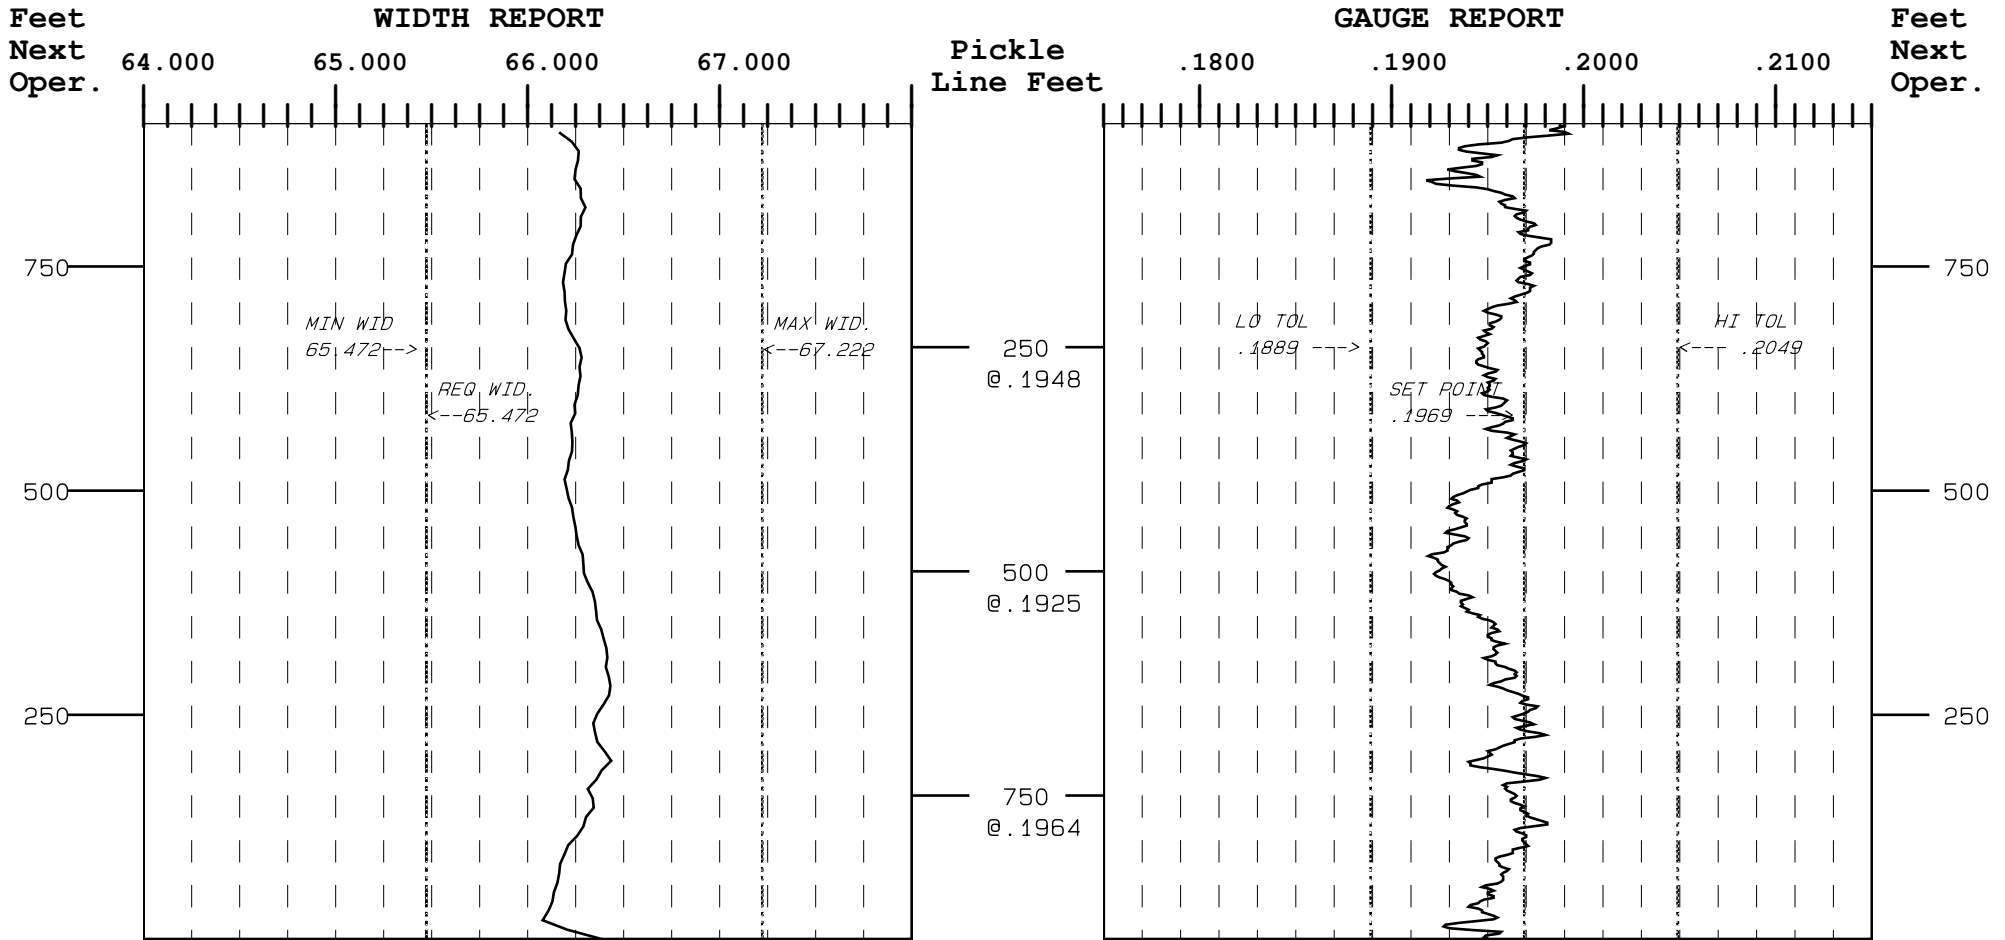 Feet WIDTH REPORT GAUGE REPORT Feet
Next Pickle Next
Oper. 64.000 65.000 66.000 67.000 Line Feet .1800 .1900 .2000 .2100 Oper.
750 750
MIN WID MAX WID. LO TOL HI TOL
65.472--> <--67.222 250 .1889 ---> <--- .2049
@.1948
REQ WID. SET POINT
<--65.472 .1969 --->
500 500
500
@.1925
250 250
750
@.1964